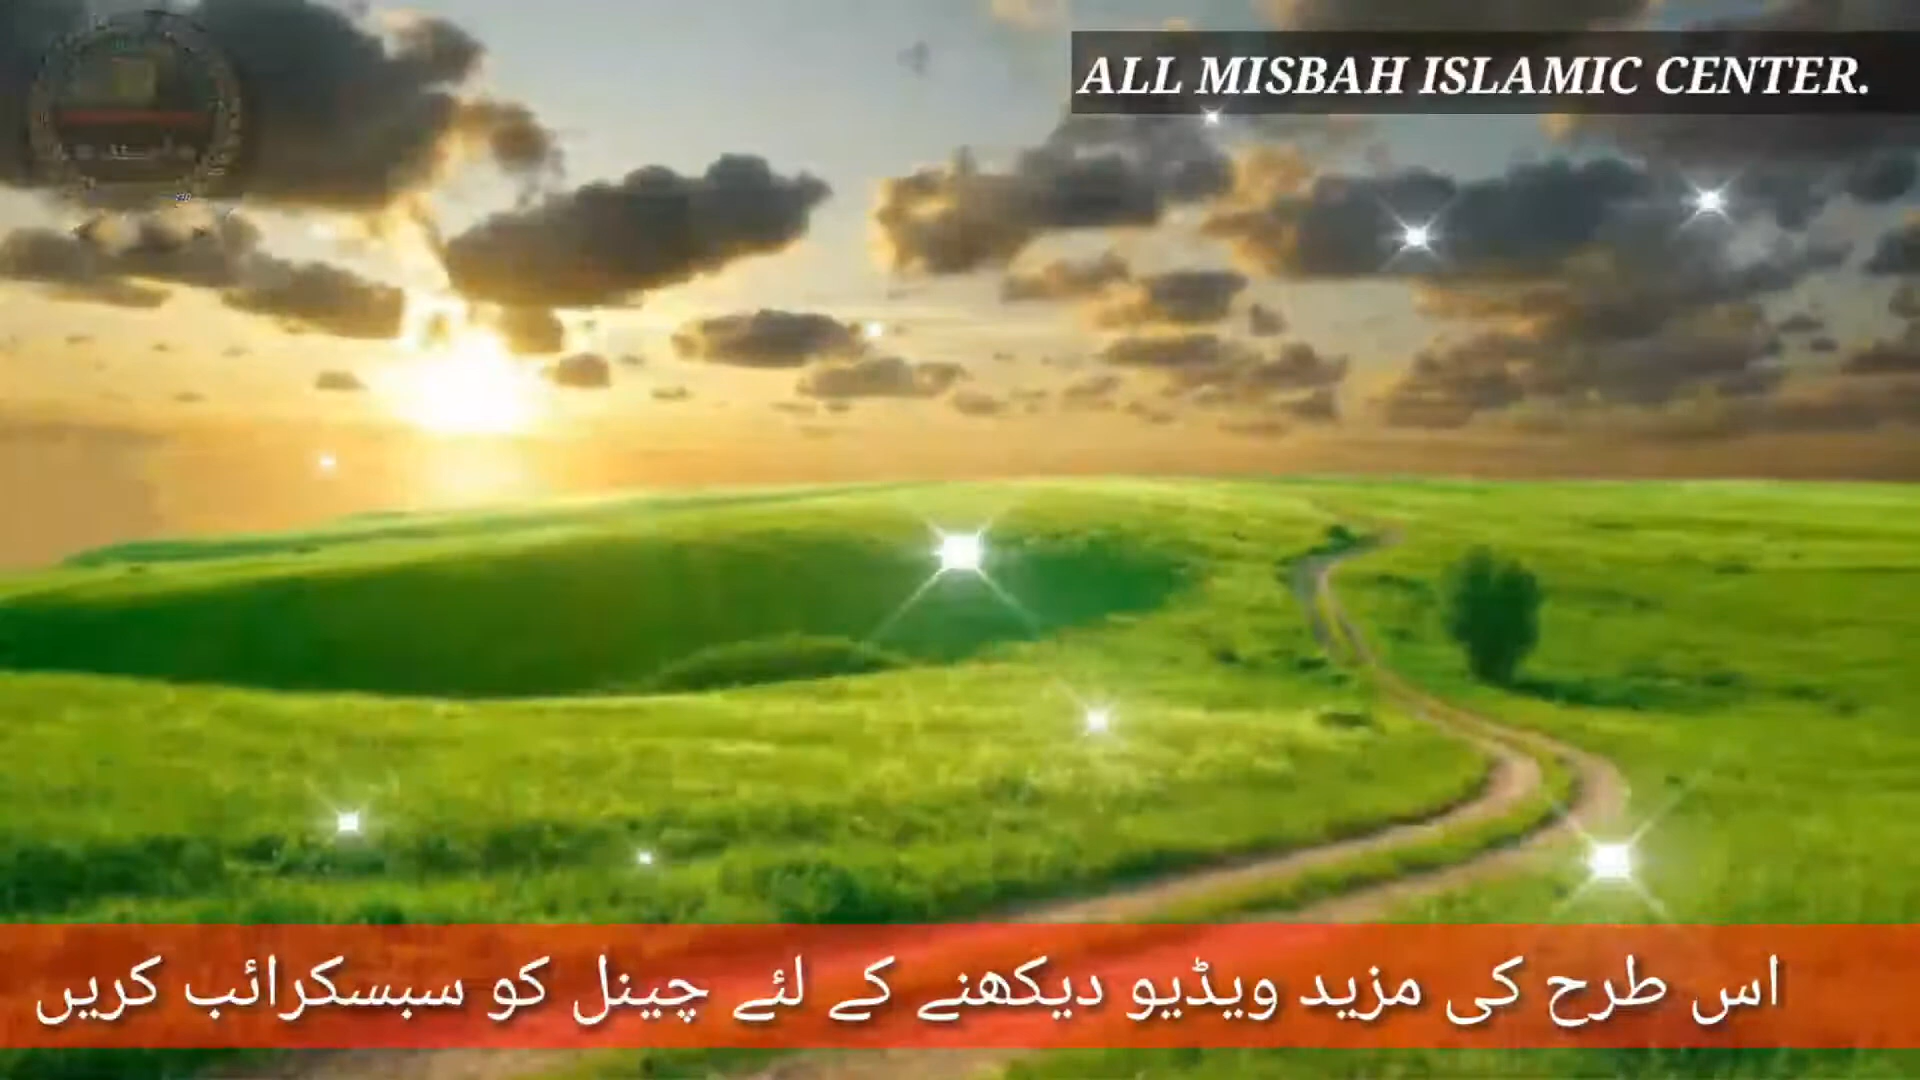 ALL MISBAH ISLAMIC CENTER.
اس طرح کی مزید ویڈیو دیکھنے کے لئے چینل کو سبسکرائب کریں